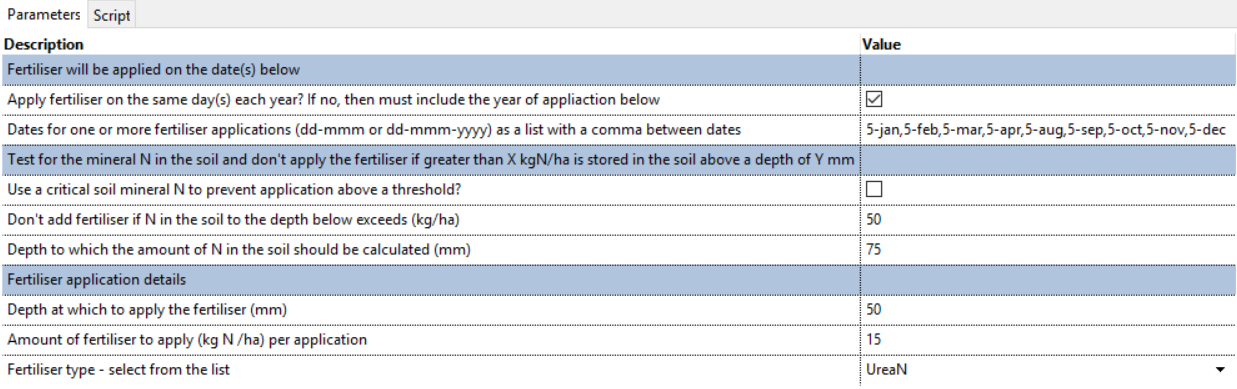 Parameters Script
Description Value
Fertiliser will be applied on the date(s) below
Apply fertiliser on the same day(s) each year? If no, then must include the year of appliaction below
Dates for one or more fertiliser applications (dd-mmm or dd-mmm-yyyy) as a list with a comma between dates 5-jan,5-feb,5-mar,5-apr,5-aug,5-sep,5-oct,5-nov,5-dec
Test for the mineral N in the soil and don't apply the fertiliser if greater than X kgN/ha is stored in the soil above a depth of Y mm
Use a critical soil mineral N to prevent application above a threshold?
Don't add fertiliser if N in the soil to the depth below exceeds (kg/ha) 50
Depth to which the amount of N in the soil should be calculated (mm) 75
Fertiliser application details
Depth at which to apply the fertiliser (mm) 50
Amount of fertiliser to apply (kg N /ha) per application 15
Fertiliser type - select from the list UreaN